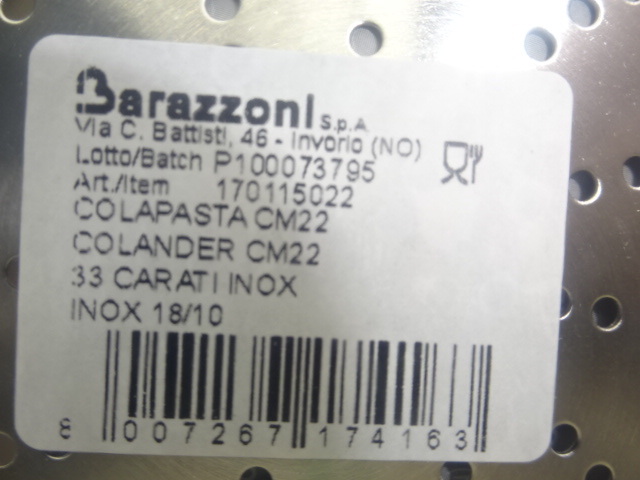 Barazzoni S.p.A
Via C. Battisti, 46 - Invorio (NO)
Lotto/Batch P100073795
Art./Item 170115022
COLAPASTA CM22
COLANDER CM22
33 CARATI INOX
INOX 18/10
8 007267 174163